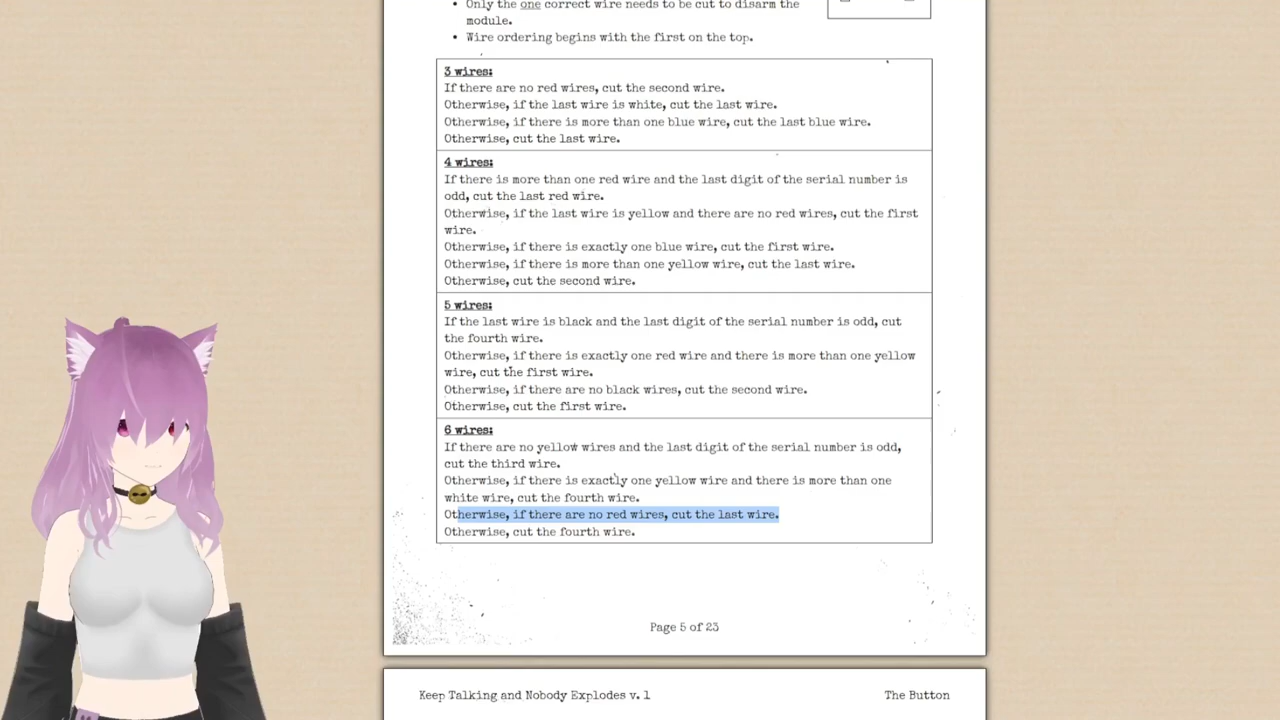 • Only the one correct wire needs to be cut to disarm the
module.
• Wire ordering begins with the first on the top.
3 wires:
If there are no red wires, cut the second wire.
Otherwise, if the last wire is white, cut the last wire.
Otherwise, if there is more than one blue wire, cut the last blue wire.
Otherwise, cut the last wire.
4 wires:
If there is more than one red wire and the last digit of the serial number is
odd, cut the last red wire.
Otherwise, if the last wire is yellow and there are no red wires, cut the first
wire.
Otherwise, if there is exactly one blue wire, cut the first wire.
Otherwise, if there is more than one yellow wire, cut the last wire.
Otherwise, cut the second wire.
5 wires:
If the last wire is black and the last digit of the serial number is odd, cut
the fourth wire.
Otherwise, if there is exactly one red wire and there is more than one yellow
wire, cut the first wire.
Otherwise, if there are no black wires, cut the second wire.
Otherwise, cut the first wire.
6 wires:
If there are no yellow wires and the last digit of the serial number is odd,
cut the third wire.
Otherwise, if there is exactly one yellow wire and there is more than one
white wire, cut the fourth wire.
Otherwise, if there are no red wires, cut the last wire.
Otherwise, cut the fourth wire.
Page 5 of 23
Keep Talking and Nobody Explodes v. 1
The Button